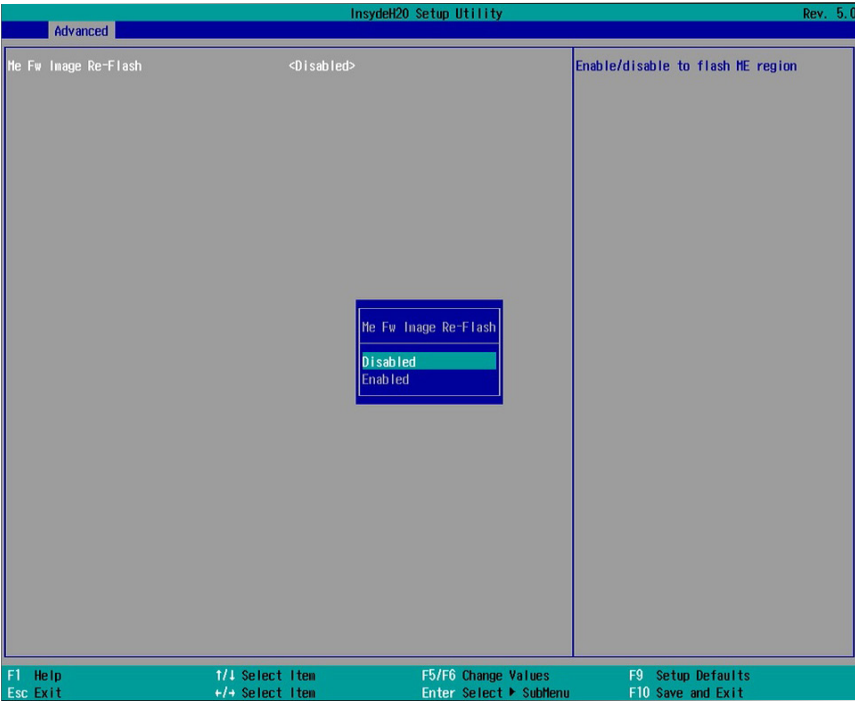 InsydeH20 Setup Utility Rev. 5.0
Advanced
Me Fw Image Re-Flash <Disabled>
Enable/disable to flash ME region
Me Fw Image Re-Flash
Disabled
Enabled
F1 Help ↑/↓ Select Item F5/F6 Change Values F9 Setup Defaults
Esc Exit ←/→ Select Item Enter Select ▶ SubMenu F10 Save and Exit